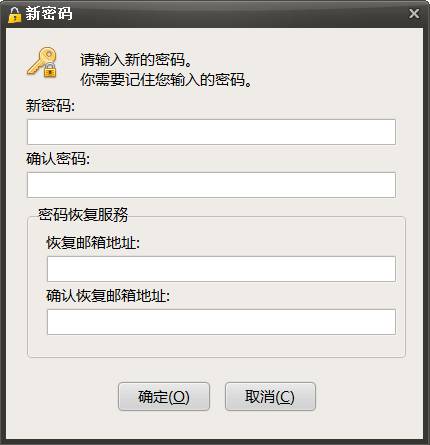 新密码
请输入新的密码。
你需要记住您输入的密码。
新密码:
确认密码:
密码恢复服務
恢复邮箱地址:
确认恢复邮箱地址:
确定(O) 取消(C)